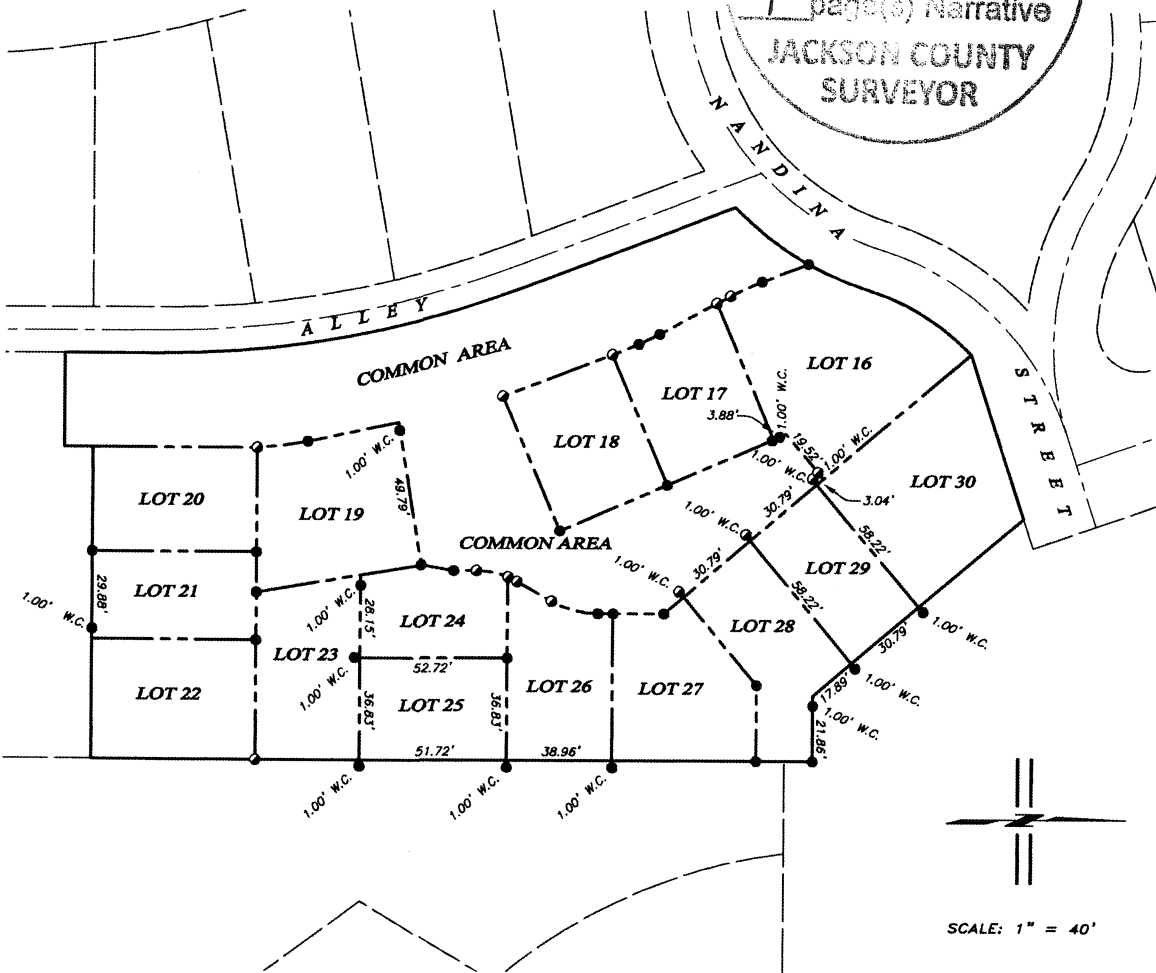 page(s) Narrative
JACKSON COUNTY
SURVEYOR
NANDINA
STREET
ALLEY
COMMON AREA
LOT 16
LOT 17
1.00' W.C.
3.88'
LOT 18
19.52'
1.00' W.C.
1.00' W.C.
3.04'
LOT 30
LOT 20
LOT 19
1.00' W.C.
49.79'
COMMON AREA
1.00' W.C.
30.79'
58.22'
LOT 29
1.00' W.C.
30.79'
58.22'
LOT 21
29.88'
1.00' W.C.
1.00' W.C.
28.15'
LOT 24
LOT 28
1.00' W.C.
30.79'
LOT 23
52.72'
1.00' W.C.
LOT 22
36.83'
LOT 25
36.83'
LOT 26
LOT 27
17.89'
1.00' W.C.
1.00' W.C.
21.86'
51.72'
38.96'
1.00' W.C.
1.00' W.C.
1.00' W.C.
N
SCALE: 1" = 40'